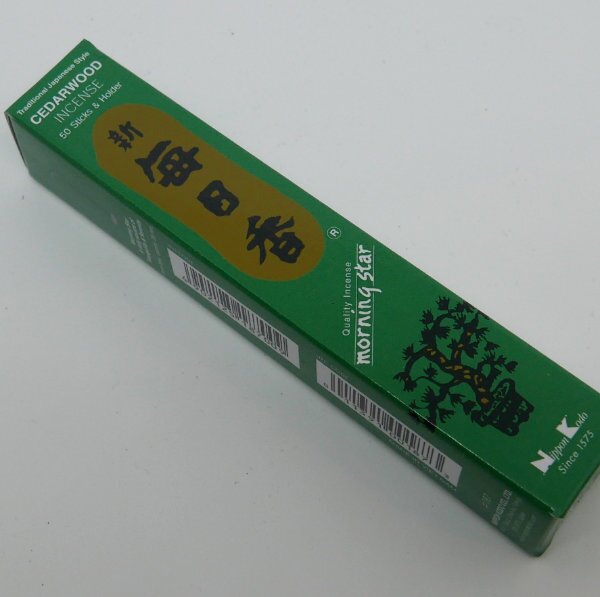 Traditional Japanese Style
CEDARWOOD
INCENSE
50 Sticks & Holder
新
毎日香
®
Quality Incense
morning star
Nippon Kodo
Since 1575